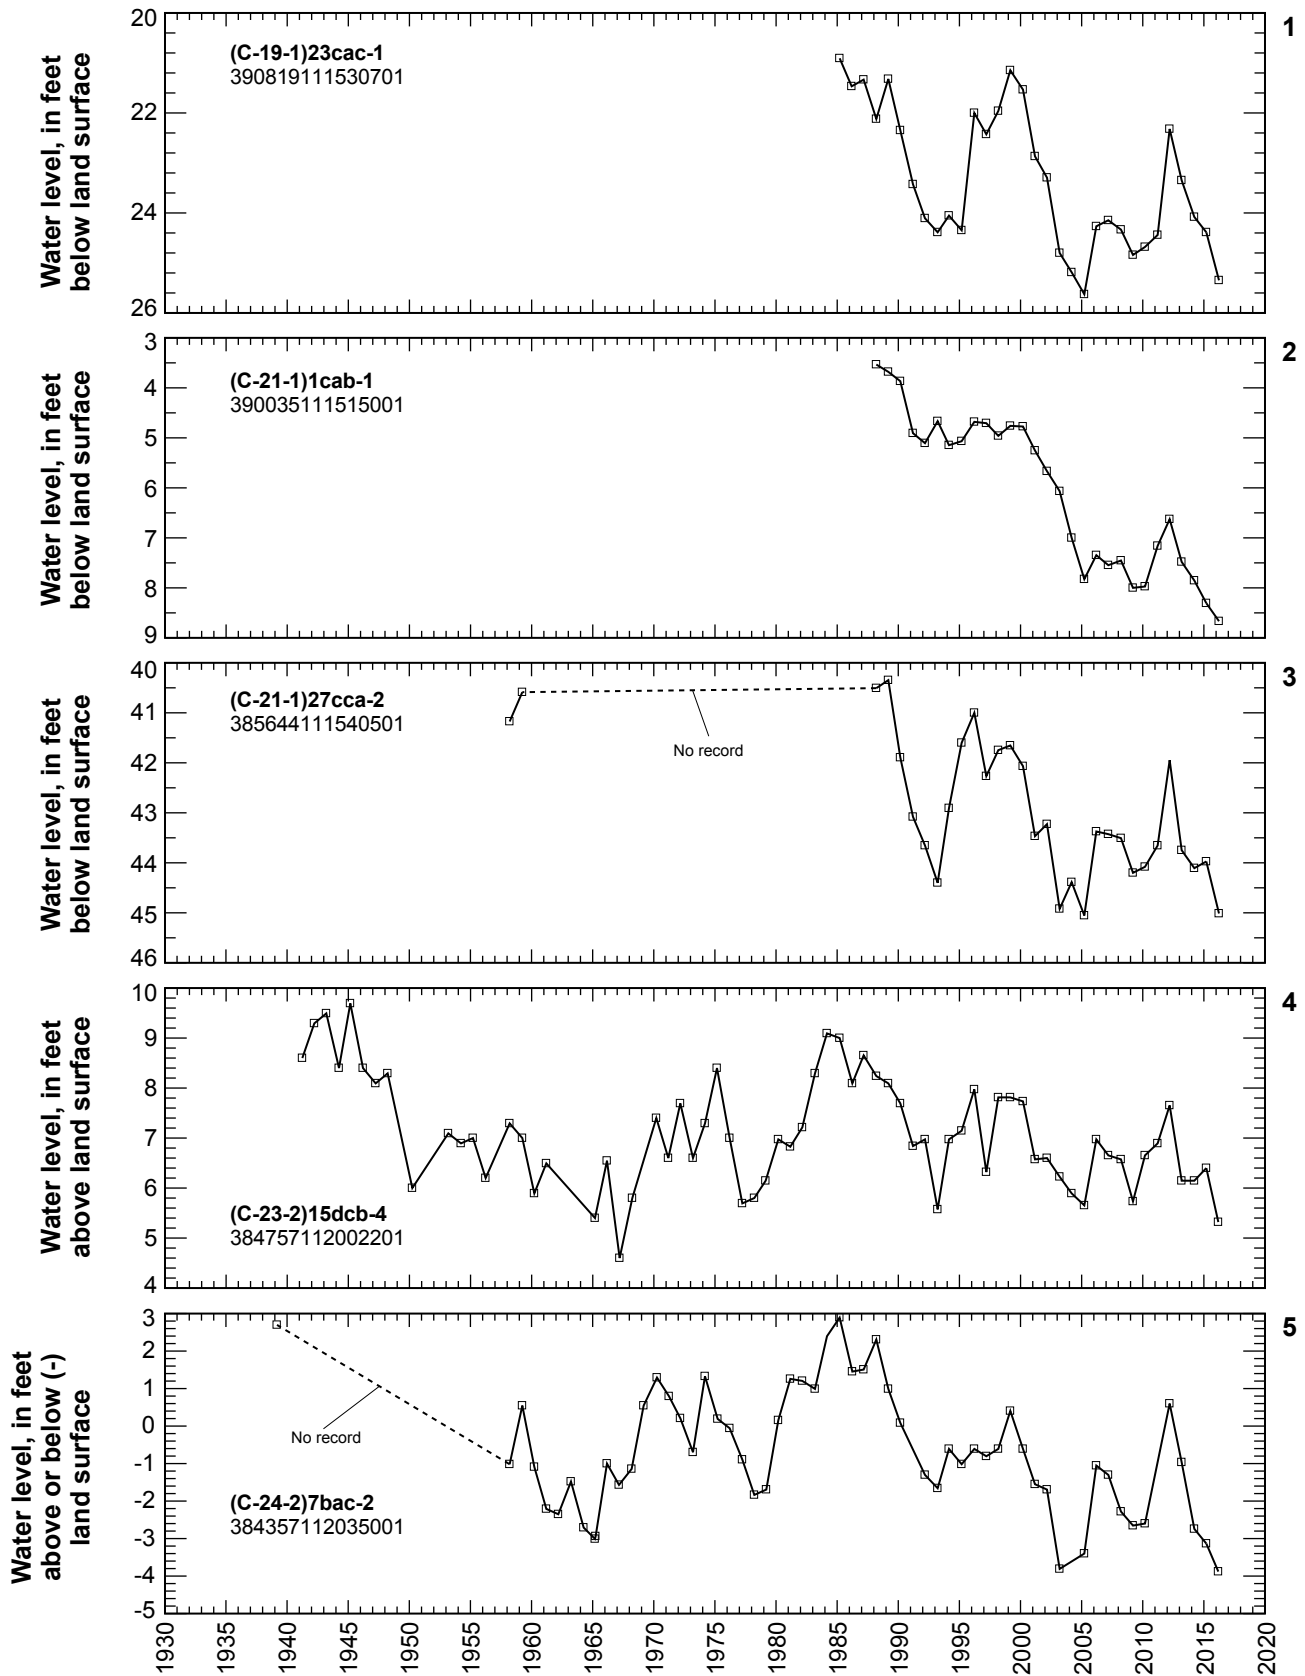 1
Water level, in feet
below land surface
20
22
24
26
(C-19-1)23cac-1
390819111530701
2
Water level, in feet
below land surface
3
4
5
6
7
8
9
(C-21-1)1cab-1
390035111515001
3
Water level, in feet
below land surface
40
41
42
43
44
45
46
(C-21-1)27cca-2
385644111540501
No record
4
Water level, in feet
above land surface
10
9
8
7
6
5
4
(C-23-2)15dcb-4
384757112002201
5
Water level, in feet
above or below (-)
land surface
3
2
1
0
-1
-2
-3
-4
-5
No record
(C-24-2)7bac-2
384357112035001
1930 1935 1940 1945 1950 1955 1960 1965 1970 1975 1980 1985 1990 1995 2000 2005 2010 2015 2020